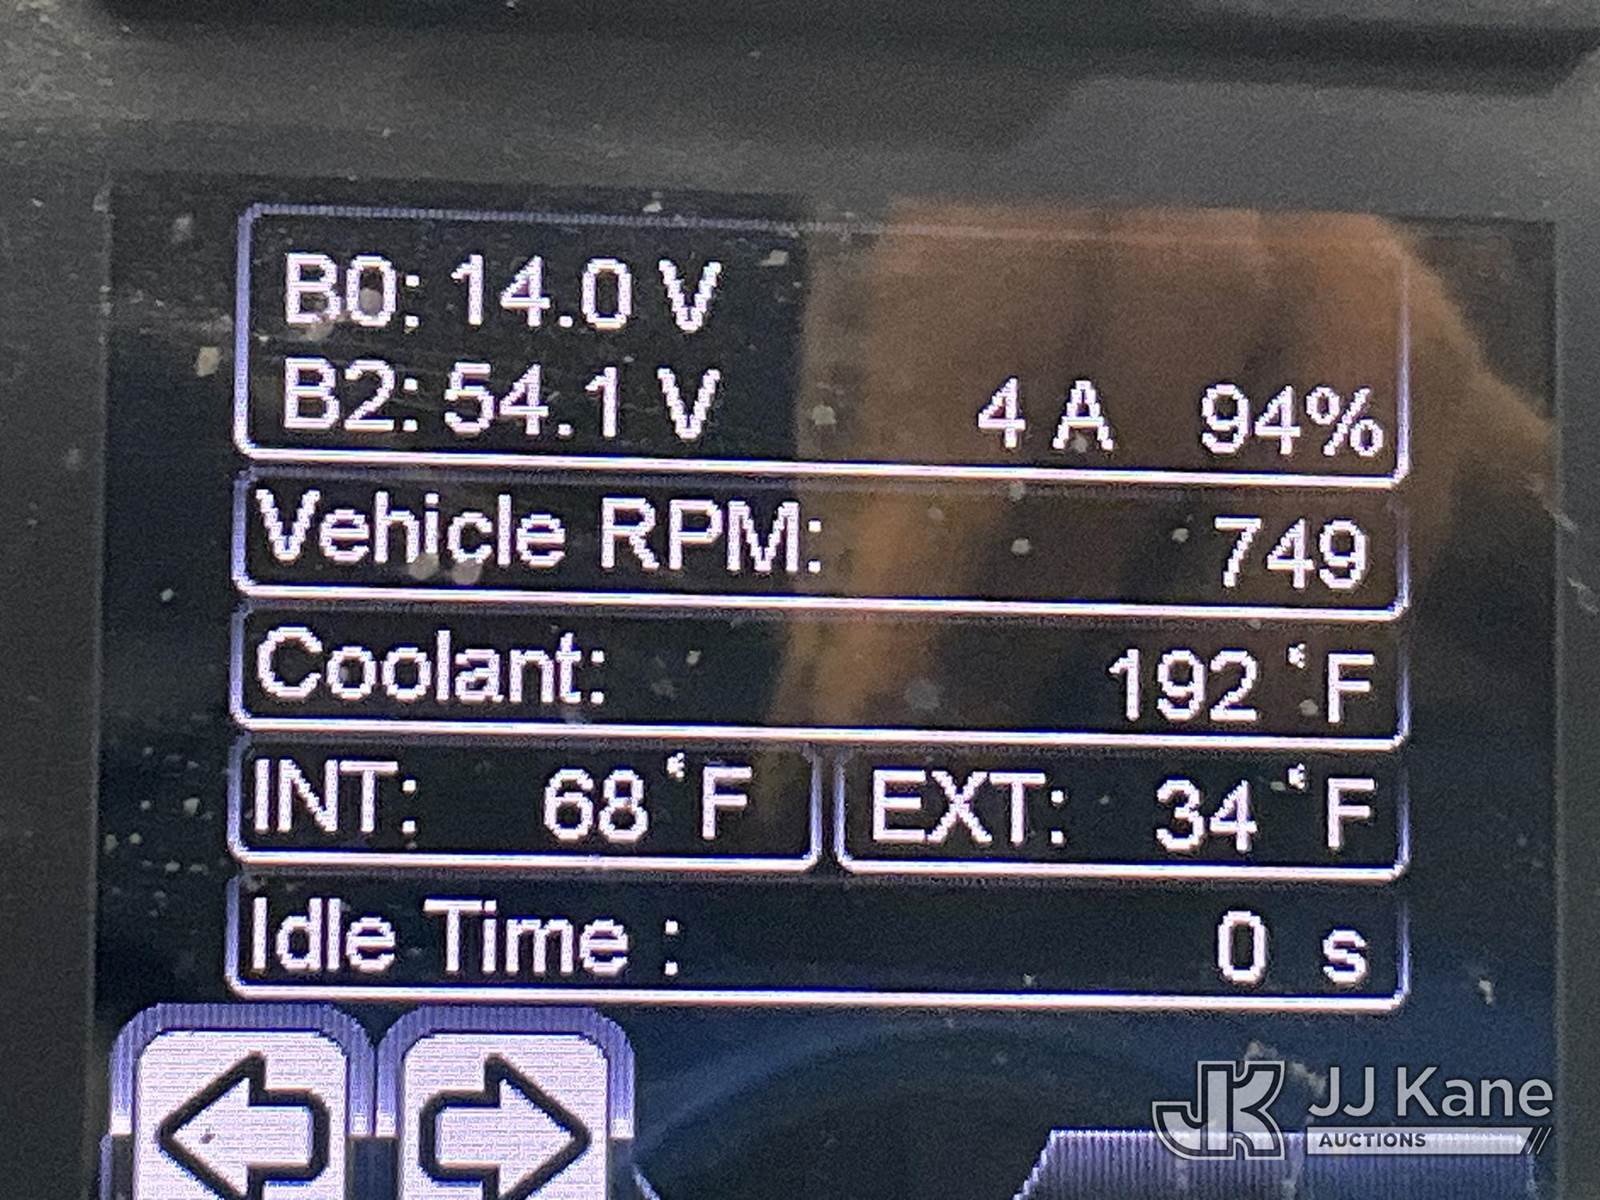 B0: 14.0 V
B2: 54.1 V 4 A 94%
Vehicle RPM: 749
Coolant: 192 °F
INT: 68 °F EXT: 34 °F
Idle Time : 0 s
JK JJ Kane
AUCTIONS